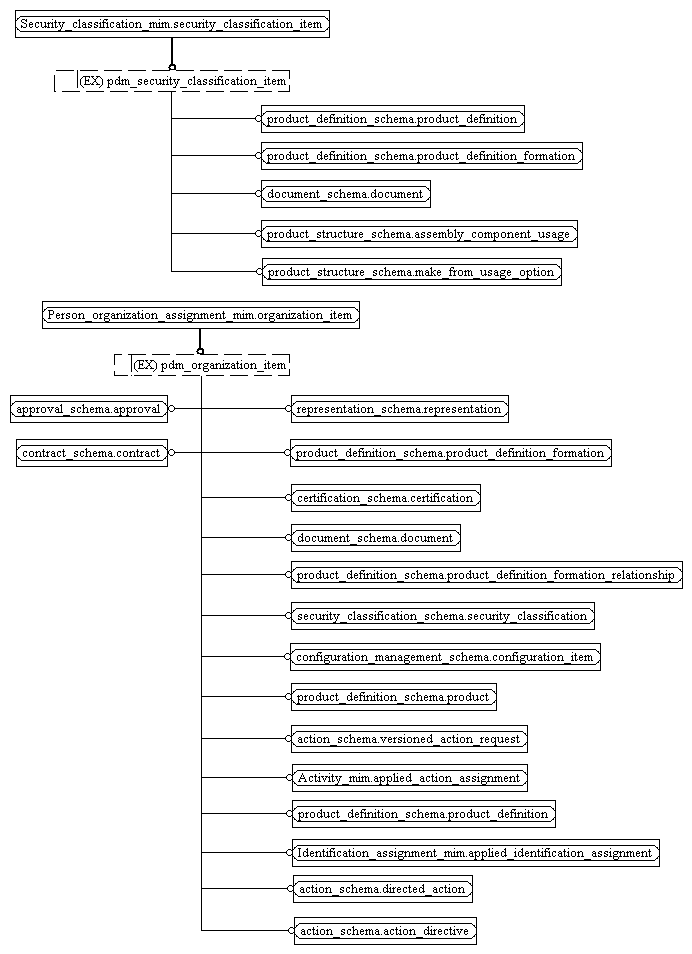 Security_classification_mim.security_classification_item
(EX) pdm_security_classification_item
product_definition_schema.product_definition
product_definition_schema.product_definition_formation
document_schema.document
product_structure_schema.assembly_component_usage
product_structure_schema.make_from_usage_option
Person_organization_assignment_mim.organization_item
(EX) pdm_organization_item
approval_schema.approval
representation_schema.representation
contract_schema.contract
product_definition_schema.product_definition_formation
certification_schema.certification
document_schema.document
product_definition_schema.product_definition_formation_relationship
security_classification_schema.security_classification
configuration_management_schema.configuration_item
product_definition_schema.product
action_schema.versioned_action_request
Activity_mim.applied_action_assignment
product_definition_schema.product_definition
Identification_assignment_mim.applied_identification_assignment
action_schema.directed_action
action_schema.action_directive